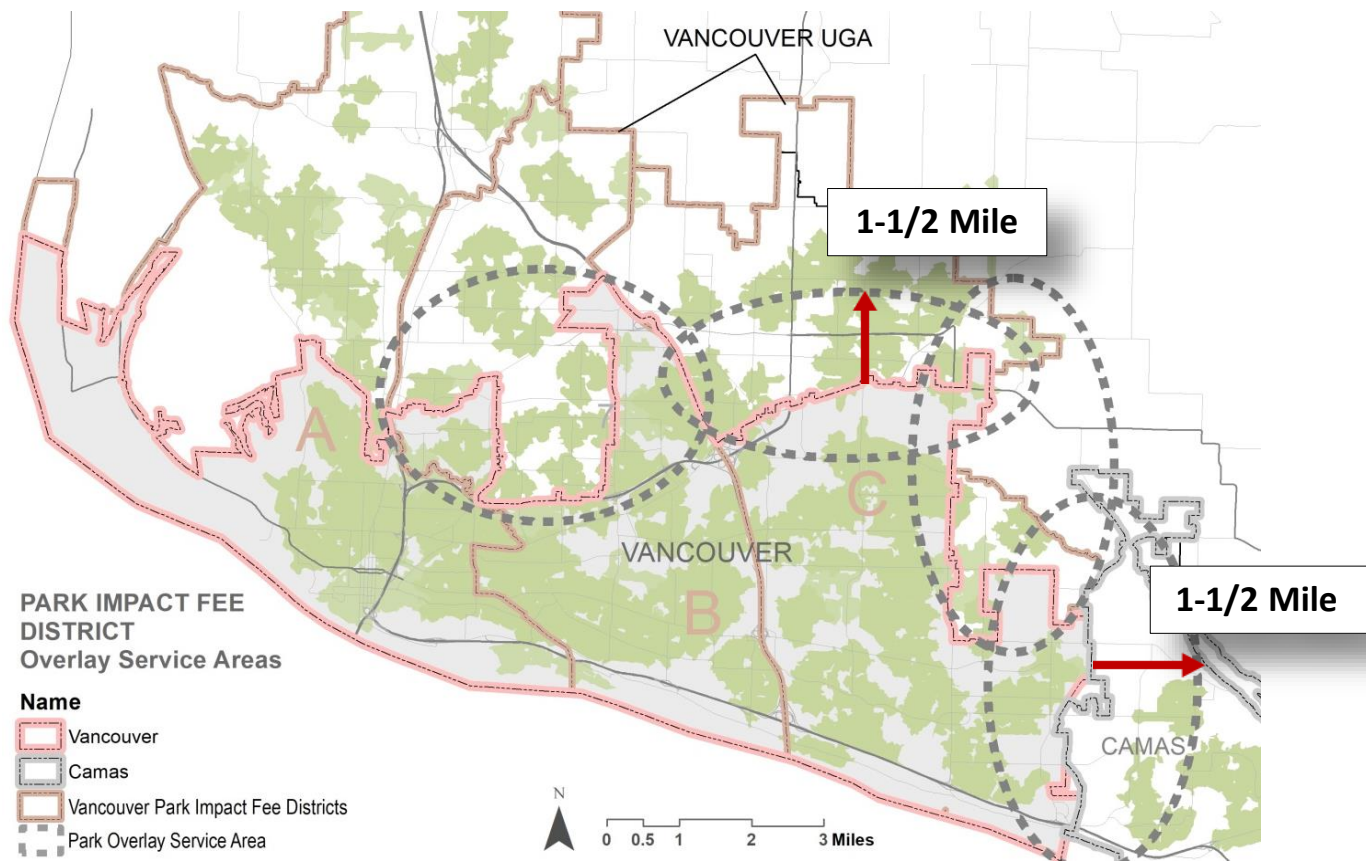 VANCOUVER UGA
1-1/2 Mile
A
7
C
VANCOUVER
B
1-1/2 Mile
CAMAS
PARK IMPACT FEE
DISTRICT
Overlay Service Areas
Name
Vancouver
Camas
Vancouver Park Impact Fee Districts
Park Overlay Service Area
N
0 0.5 1 2 3 Miles